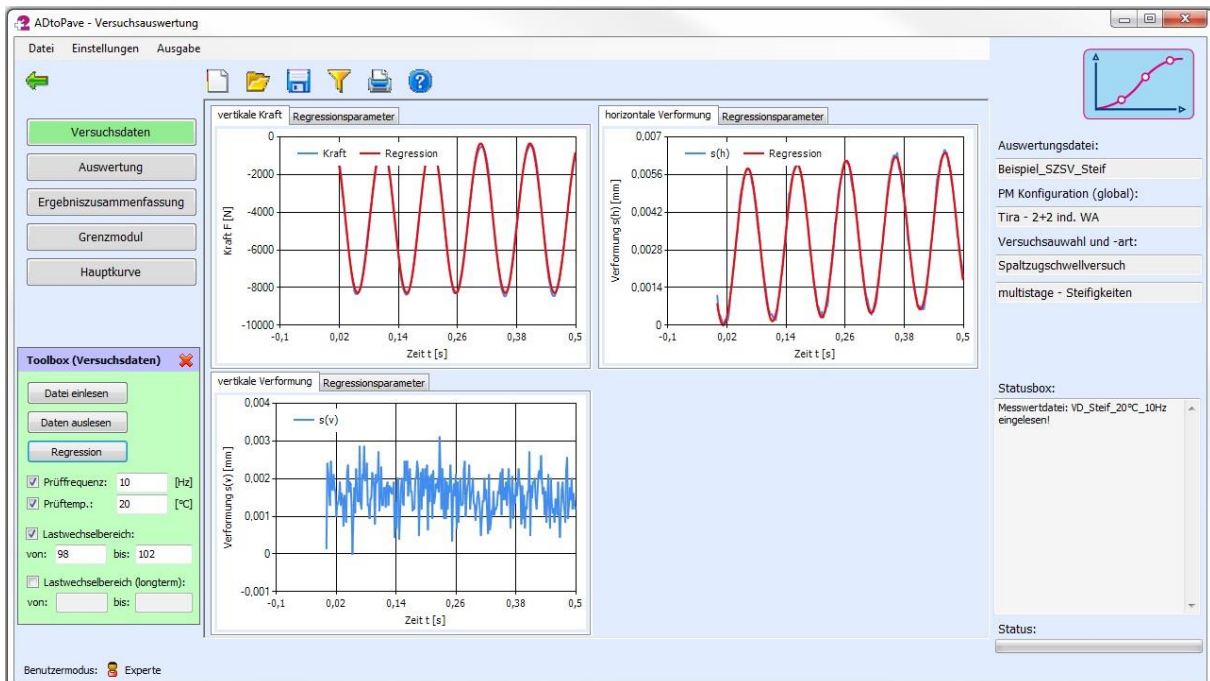 ADtoPave - Versuchsauswertung
Datei Einstellungen Ausgabe
Versuchsdaten
Auswertung
Ergebniszusammenfassung
Grenzmodul
Hauptkurve
Toolbox (Versuchsdaten)
Datei einlesen
Daten auslesen
Regression
Prüffrequenz: 10 [Hz]
Prüftemp.: 20 [°C]
Lastwechselbereich:
von: 98 bis: 102
Lastwechselbereich (longterm):
von: bis:
Benutzermodus: Experte
vertikale Kraft Regressionsparameter
Kraft Regression
Kraft F [N]
0
-2000
-4000
-6000
-8000
-10000
-0,1 0,02 0,14 0,26 0,38 0,5
Zeit t [s]
horizontale Verformung Regressionsparameter
s(h) Regression
Verformung s(h) [mm]
0.007
0.0056
0.0042
0.0028
0.0014
0
-0,1 0,02 0,14 0,26 0,38 0,5
Zeit t [s]
vertikale Verformung Regressionsparameter
s(v)
Verformung s(v) [mm]
0,004
0,003
0,002
0,001
0
-0,001
-0,1 0,02 0,14 0,26 0,38 0,5
Zeit t [s]
Auswertungsdatei:
Beispiel_SZSV_Steif
PM Konfiguration (global):
Tira - 2+2 ind. WA
Versuchsauwahl und -art:
Spaltzugschwellversuch
multistage - Steifigkeiten
Statusbox:
Messwertdatei: VD_Steif_20°C_10Hz
eingelesen!
Status: